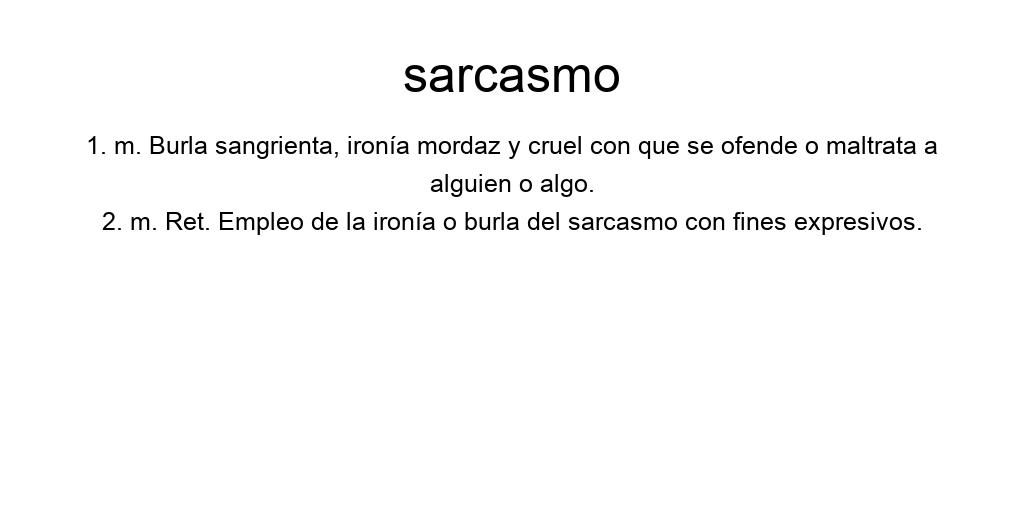 sarcasmo
1. m. Burla sangrienta, ironía mordaz y cruel con que se ofende o maltrata a
alguien o algo.
2. m. Ret. Empleo de la ironía o burla del sarcasmo con fines expresivos.